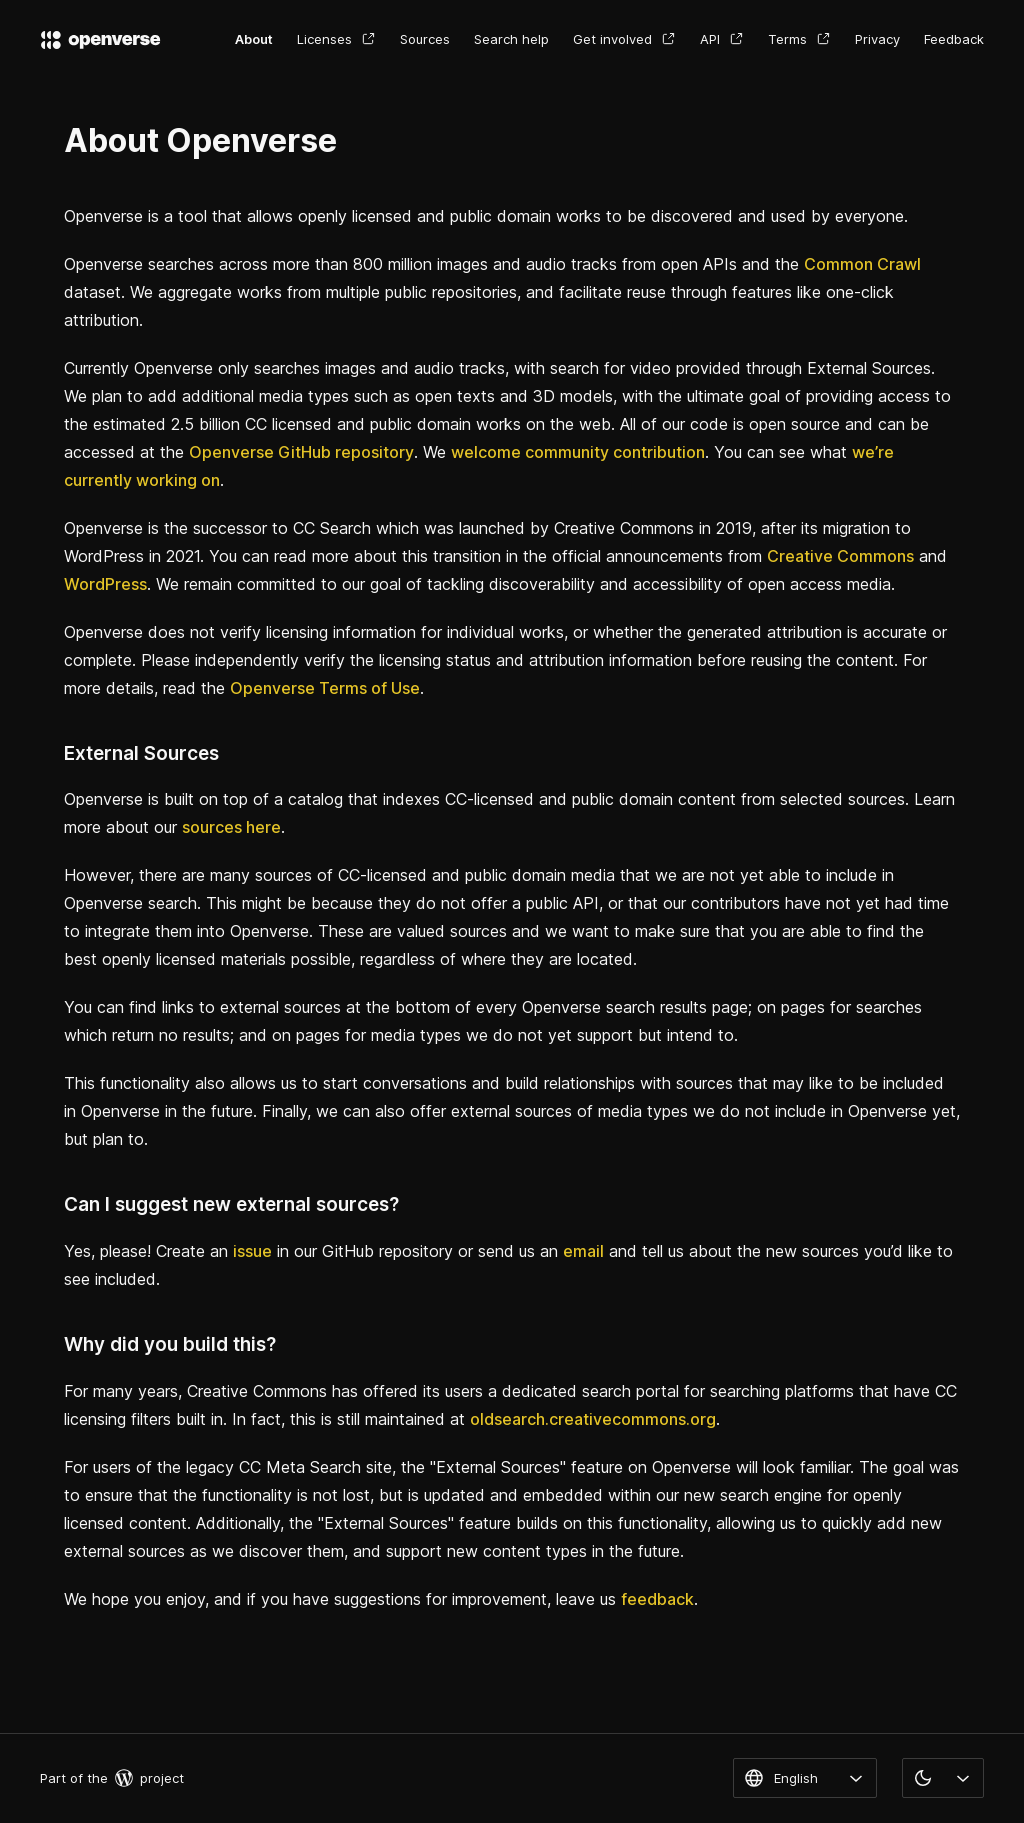 openverse About Licenses Sources Search help Get involved API Terms Privacy Feedback
About Openverse
Openverse is a tool that allows openly licensed and public domain works to be discovered and used by everyone.
Openverse searches across more than 800 million images and audio tracks from open APIs and the Common Crawl
dataset. We aggregate works from multiple public repositories, and facilitate reuse through features like one-click
attribution.
Currently Openverse only searches images and audio tracks, with search for video provided through External Sources.
We plan to add additional media types such as open texts and 3D models, with the ultimate goal of providing access to
the estimated 2.5 billion CC licensed and public domain works on the web. All of our code is open source and can be
accessed at the Openverse GitHub repository. We welcome community contribution. You can see what we’re
currently working on.
Openverse is the successor to CC Search which was launched by Creative Commons in 2019, after its migration to
WordPress in 2021. You can read more about this transition in the official announcements from Creative Commons and
WordPress. We remain committed to our goal of tackling discoverability and accessibility of open access media.
Openverse does not verify licensing information for individual works, or whether the generated attribution is accurate or
complete. Please independently verify the licensing status and attribution information before reusing the content. For
more details, read the Openverse Terms of Use.
External Sources
Openverse is built on top of a catalog that indexes CC-licensed and public domain content from selected sources. Learn
more about our sources here.
However, there are many sources of CC-licensed and public domain media that we are not yet able to include in
Openverse search. This might be because they do not offer a public API, or that our contributors have not yet had time
to integrate them into Openverse. These are valued sources and we want to make sure that you are able to find the
best openly licensed materials possible, regardless of where they are located.
You can find links to external sources at the bottom of every Openverse search results page; on pages for searches
which return no results; and on pages for media types we do not yet support but intend to.
This functionality also allows us to start conversations and build relationships with sources that may like to be included
in Openverse in the future. Finally, we can also offer external sources of media types we do not include in Openverse yet,
but plan to.
Can I suggest new external sources?
Yes, please! Create an issue in our GitHub repository or send us an email and tell us about the new sources you’d like to
see included.
Why did you build this?
For many years, Creative Commons has offered its users a dedicated search portal for searching platforms that have CC
licensing filters built in. In fact, this is still maintained at oldsearch.creativecommons.org.
For users of the legacy CC Meta Search site, the "External Sources" feature on Openverse will look familiar. The goal was
to ensure that the functionality is not lost, but is updated and embedded within our new search engine for openly
licensed content. Additionally, the "External Sources" feature builds on this functionality, allowing us to quickly add new
external sources as we discover them, and support new content types in the future.
We hope you enjoy, and if you have suggestions for improvement, leave us feedback.
Part of the project English